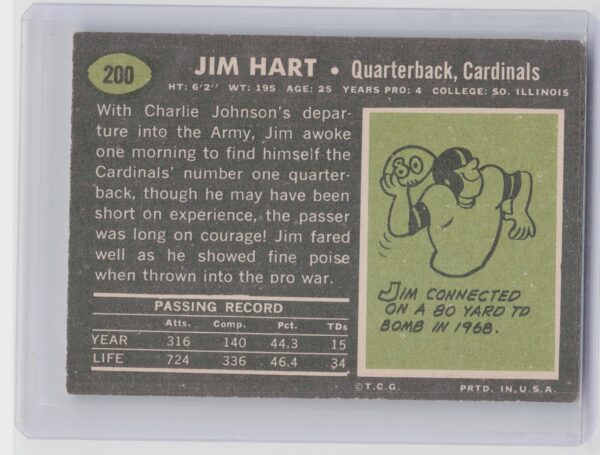 200
JIM HART • Quarterback, Cardinals
HT: 6'2" WT: 195 AGE: 25 YEARS PRO: 4 COLLEGE: SO. ILLINOIS
With Charlie Johnson's depar-
ture into the Army, Jim awoke
one morning to find himself the
Cardinals' number one quarter-
back, though he may have been
short on experience, the passer
was long on courage! Jim fared
well as he showed fine poise
when thrown into the pro war.
PASSING RECORD
Atts. Comp. Pct. TDs
YEAR 316 140 44.3 15
LIFE 724 336 46.4 34
80
JIM CONNECTED
ON A 80 YARD TD
BOMB IN 1968.
©T.C.G. PRTD. IN U.S.A.